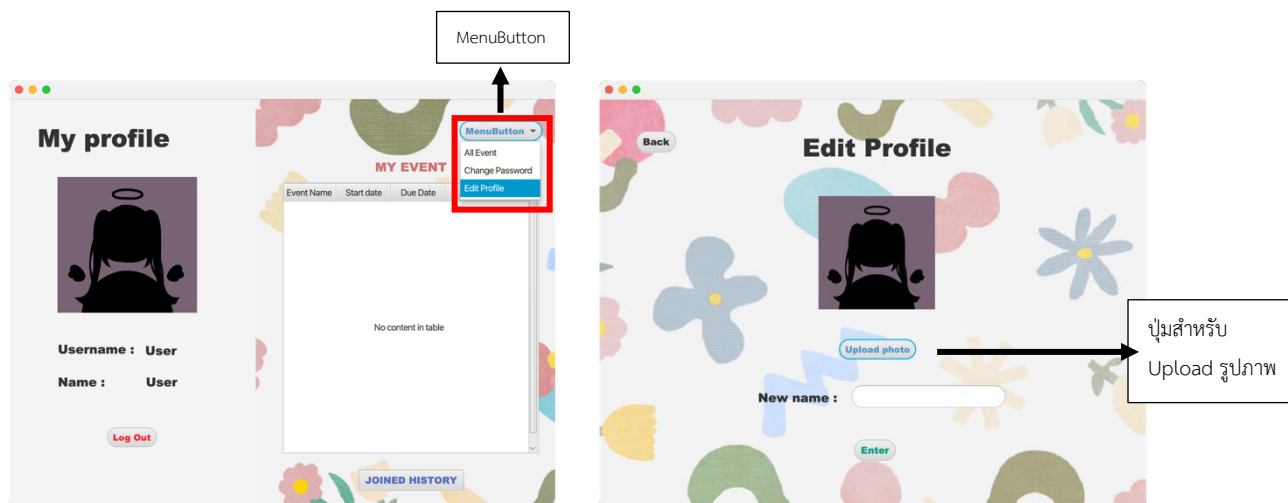 MenuButton
My profile
MenuButton
All Event
Change Password
Edit Profile
MY EVENT
Event Name Start date Due Date
No content in table
Username : User
Name : User
Log Out
JOINED HISTORY
Back
Edit Profile
Upload photo
New name :
Enter
ปุ่มสำหรับ
Upload รูปภาพ